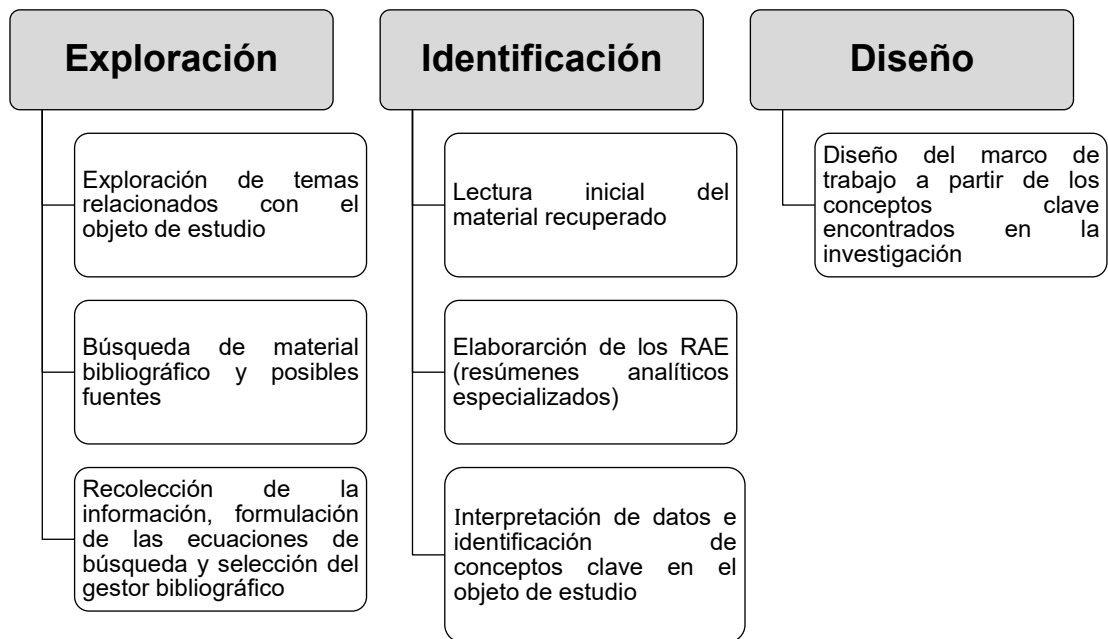 Exploración
Exploración de temas
relacionados con el
objeto de estudio
Búsqueda de material
bibliográfico y posibles
fuentes
Recolección de la
información, formulación
de las ecuaciones de
búsqueda y selección del
gestor bibliográfico
Identificación
Lectura inicial del
material recuperado
Elaborarción de los RAE
(resúmenes analíticos
especializados)
Interpretación de datos e
identificación de
conceptos clave en el
objeto de estudio
Diseño
Diseño del marco de
trabajo a partir de los
conceptos clave
encontrados en la
investigación